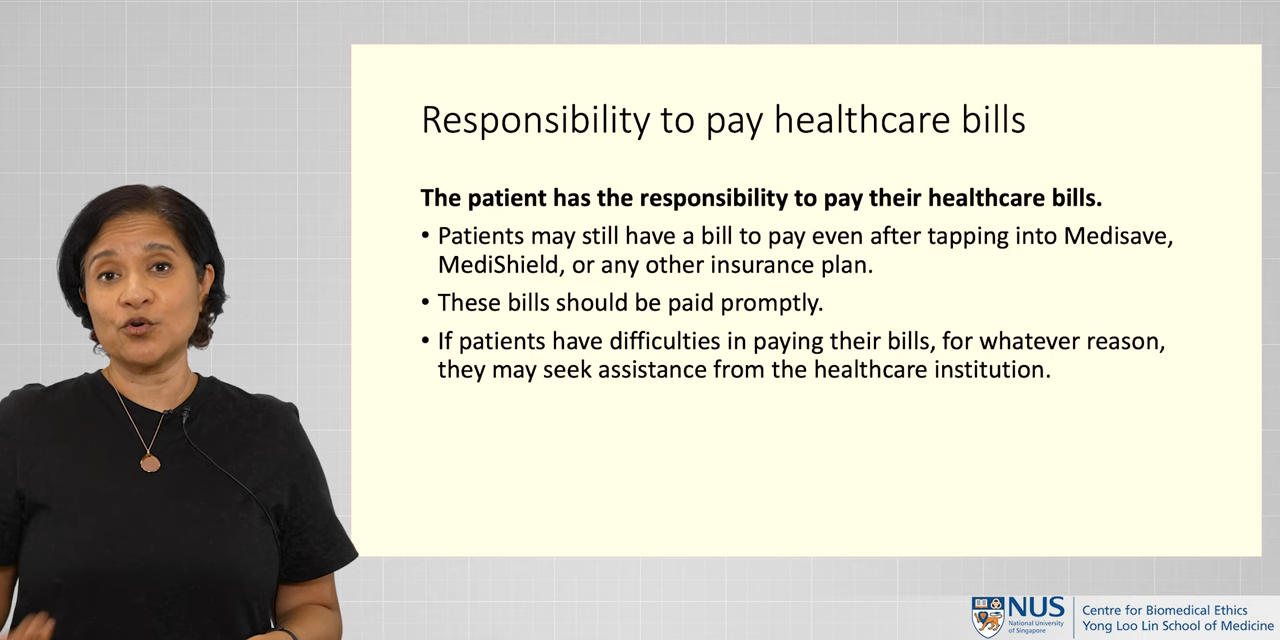 Responsibility to pay healthcare bills
The patient has the responsibility to pay their healthcare bills.
• Patients may still have a bill to pay even after tapping into Medisave,
MediShield, or any other insurance plan.
• These bills should be paid promptly.
• If patients have difficulties in paying their bills, for whatever reason,
they may seek assistance from the healthcare institution.
NUS
National University
of Singapore
Centre for Biomedical Ethics
Yong Loo Lin School of Medicine